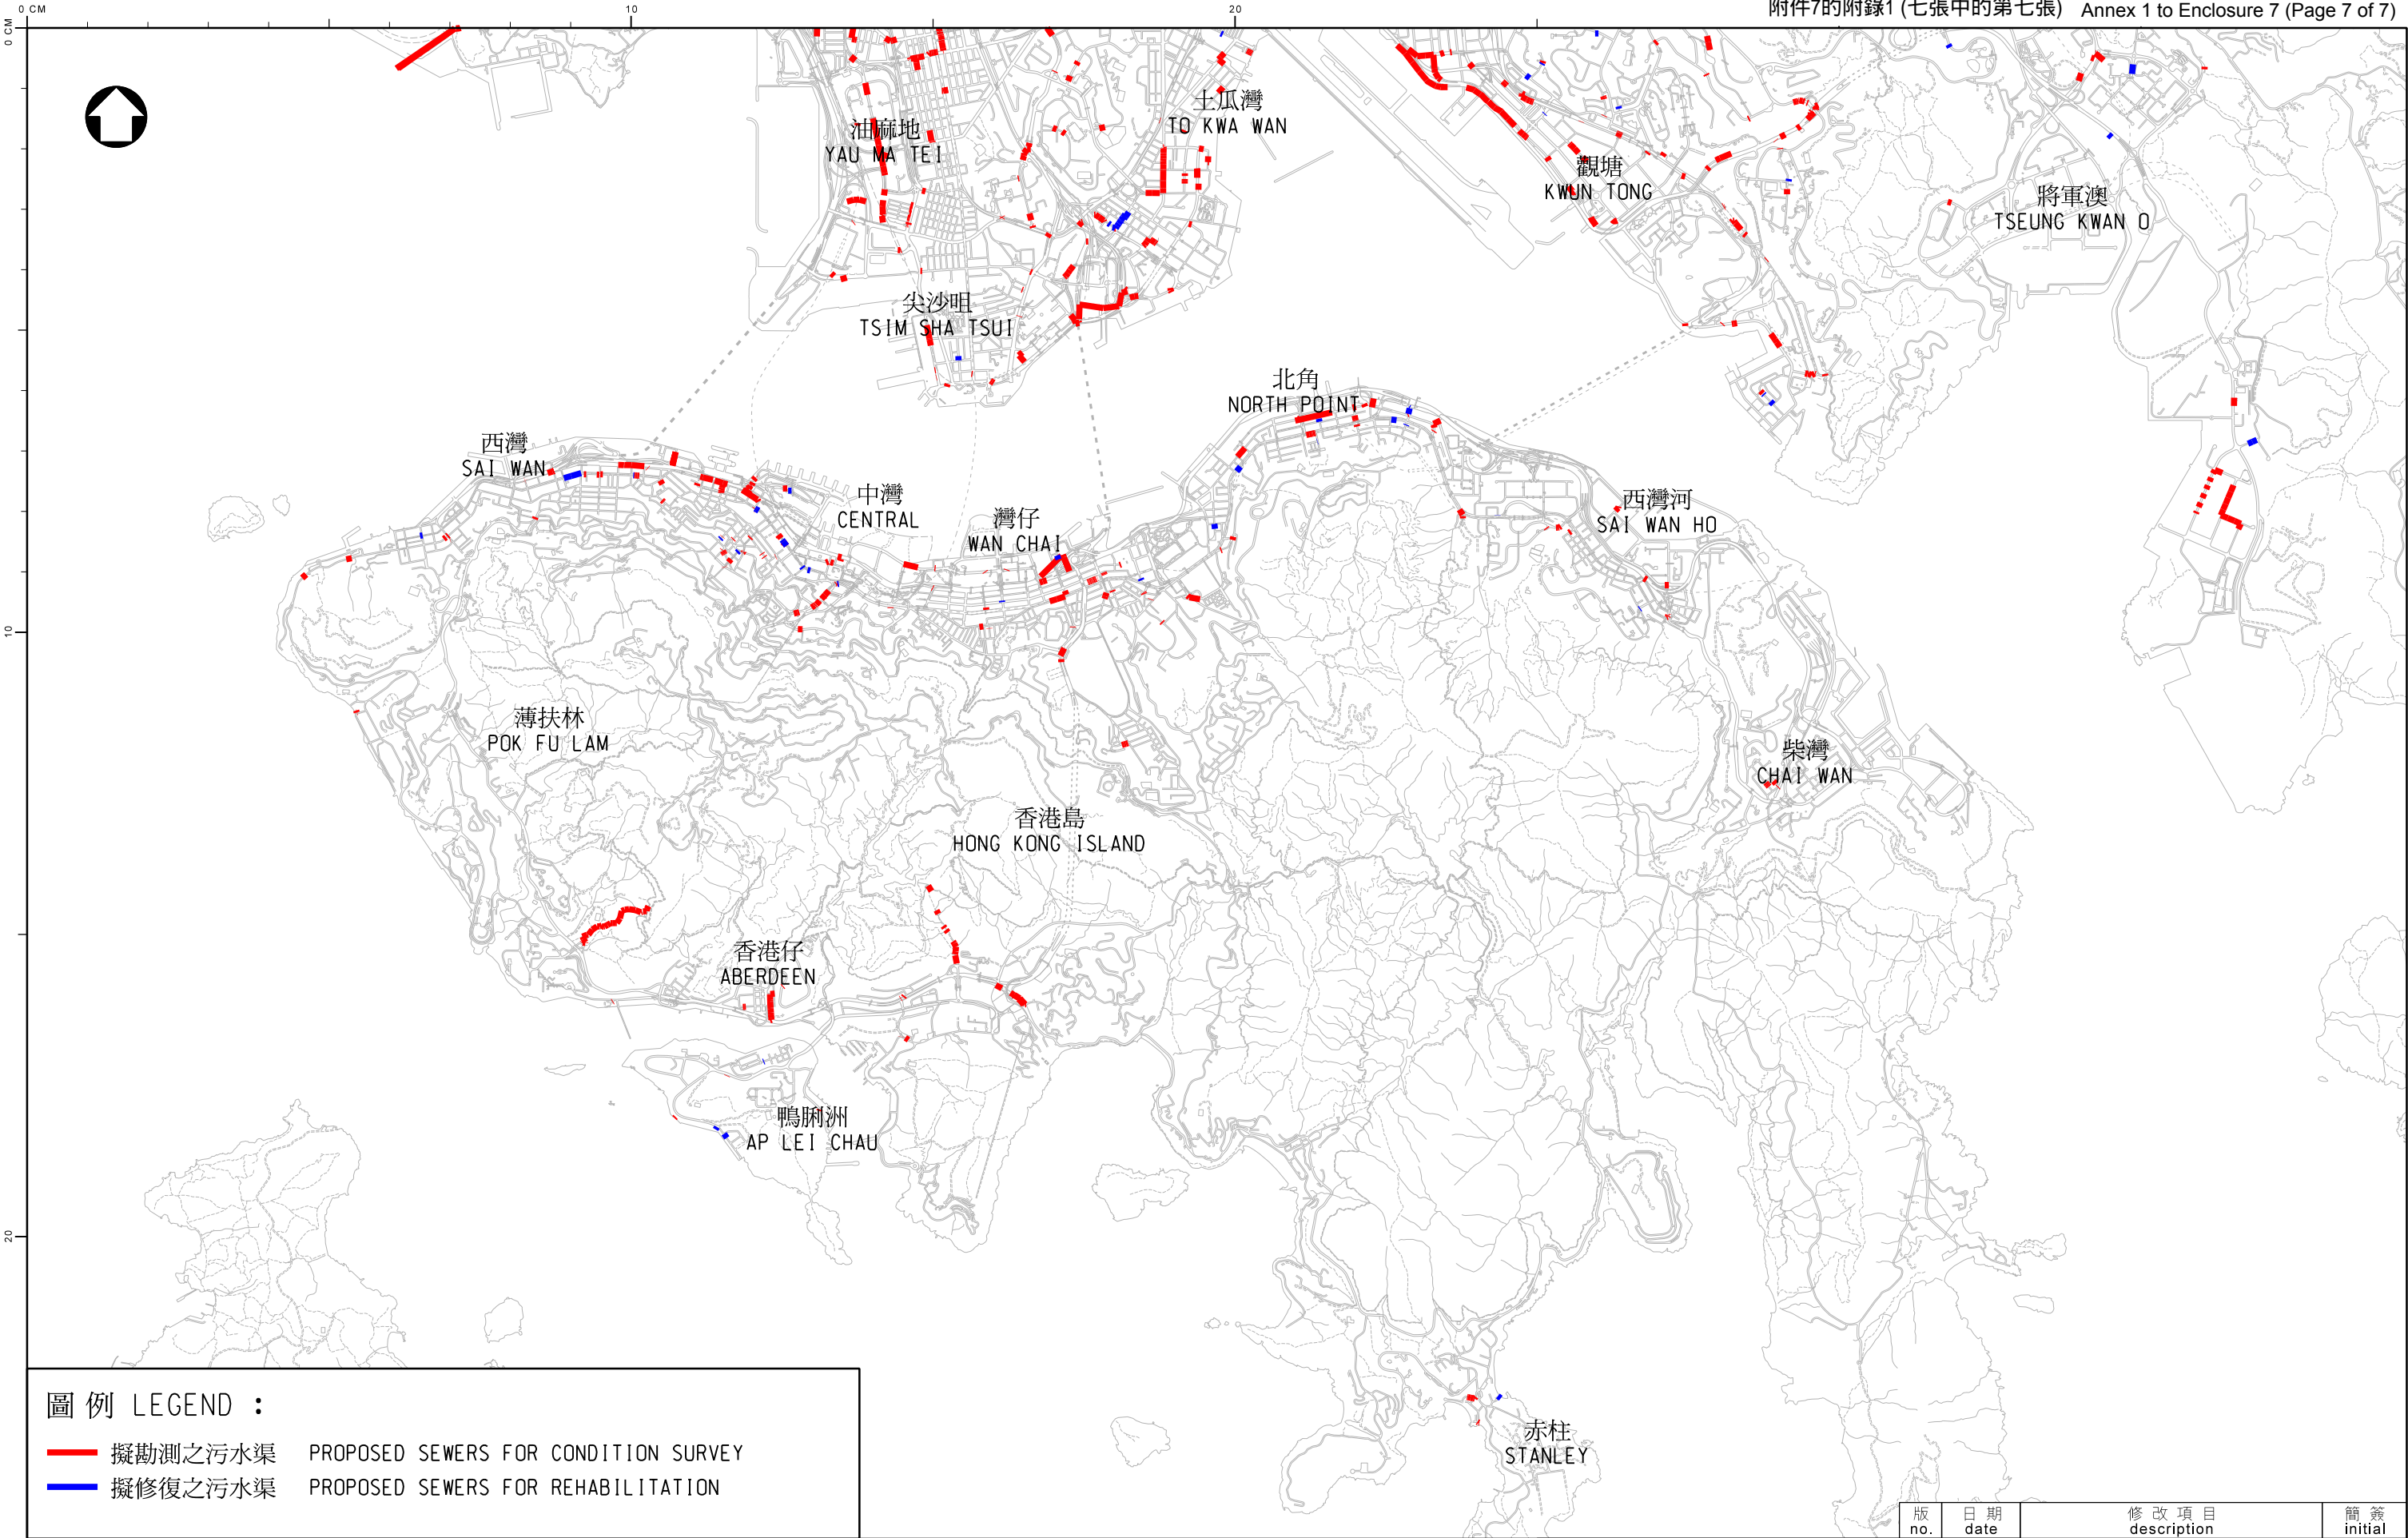 0 CM
10
20
附件7的附錄1 (七張中的第七張) Annex 1 to Enclosure 7 (Page 7 of 7)
0 CM
土瓜灣
TO KWA WAN
油麻地
YAU MA TEI
觀塘
KWUN TONG
將軍澳
TSEUNG KWAN O
尖沙咀
TSIM SHA TSUI
北角
NORTH POINT
西灣
SAI WAN
中灣
CENTRAL
灣仔
WAN CHAI
西灣河
SAI WAN HO
10
薄扶林
POK FU LAM
柴灣
CHAI WAN
香港島
HONG KONG ISLAND
香港仔
ABERDEEN
鴨脷洲
AP LEI CHAU
20
赤柱
STANLEY
圖例 LEGEND :
擬勘測之污水渠 PROPOSED SEWERS FOR CONDITION SURVEY
擬修復之污水渠 PROPOSED SEWERS FOR REHABILITATION
版 日期 修改項目 簡簽
no. date description initial